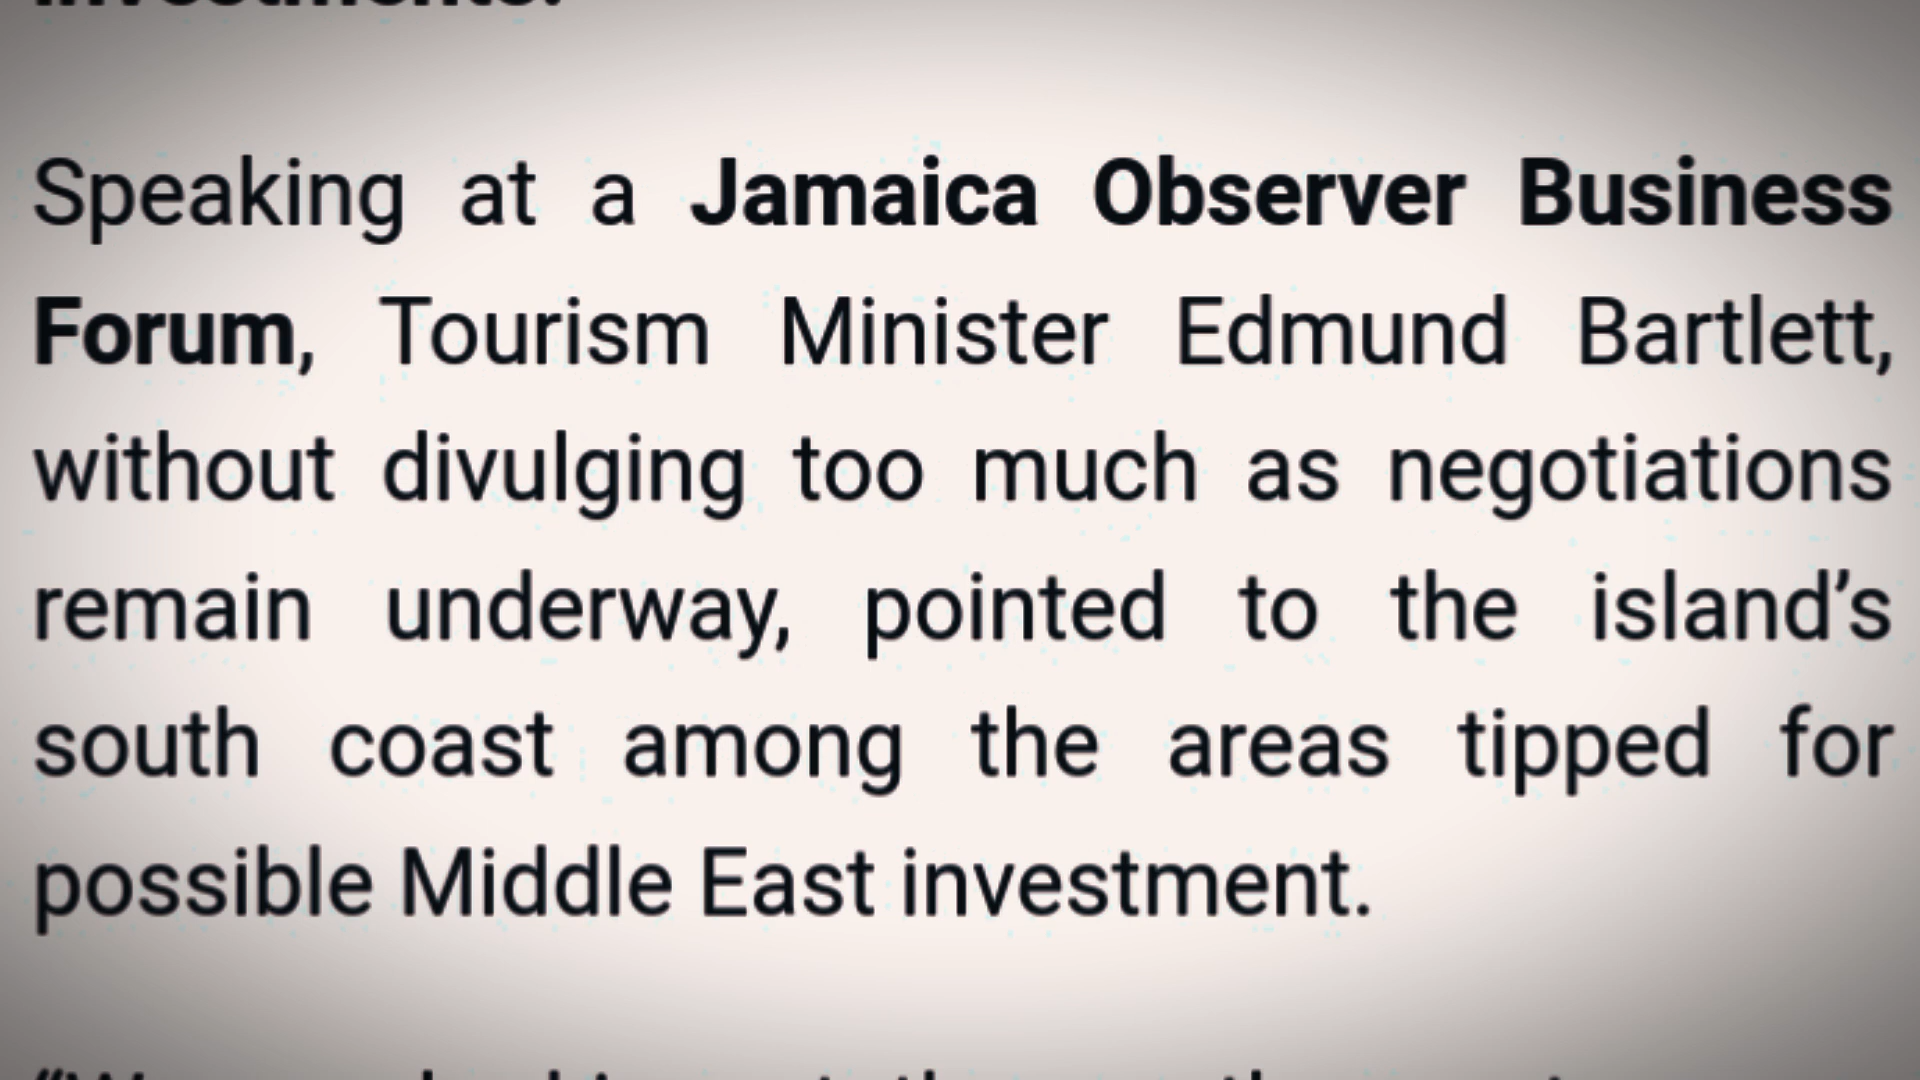 investments.
Speaking at a Jamaica Observer Business
Forum, Tourism Minister Edmund Bartlett,
without divulging too much as negotiations
remain underway, pointed to the island’s
south coast among the areas tipped for
possible Middle East investment.